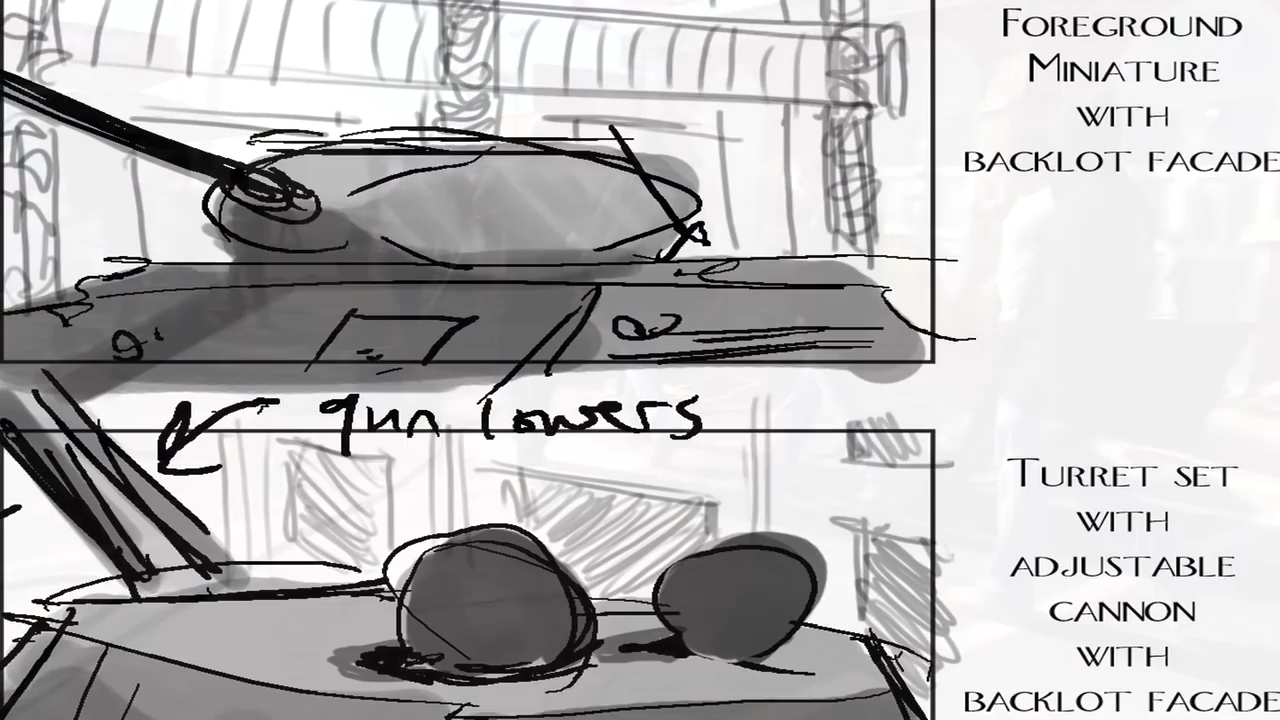 Foreground
Miniature
with
backlot facade
gun lowers
Turret set
with
adjustable
cannon
with
backlot facade